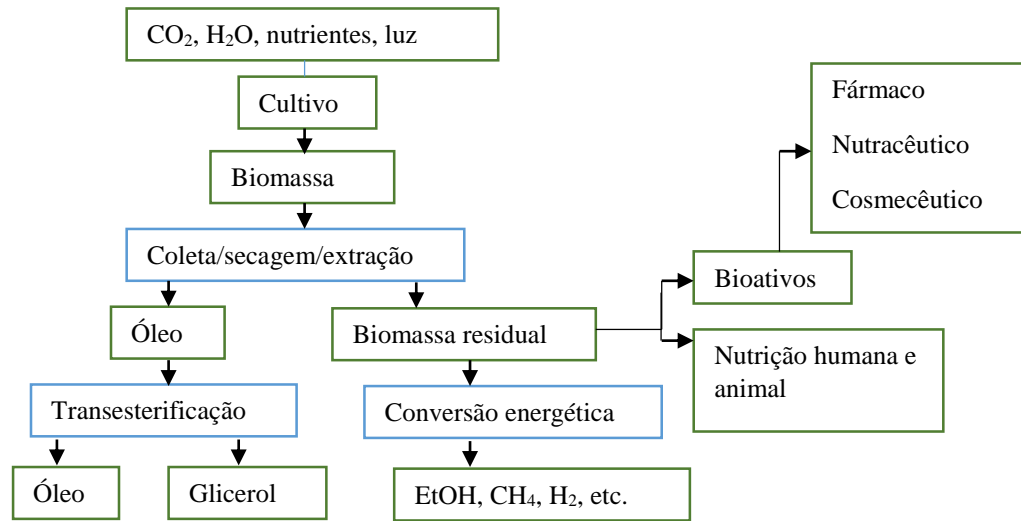 CO₂, H₂O, nutrientes, luz
Cultivo
Biomassa
Coleta/secagem/extração
Óleo
Biomassa residual
Transesterificação
Conversão energética
Óleo
Glicerol
EtOH, CH₄, H₂, etc.
Fármaco
Nutracêutico
Cosmecêutico
Bioativos
Nutrição humana e
animal